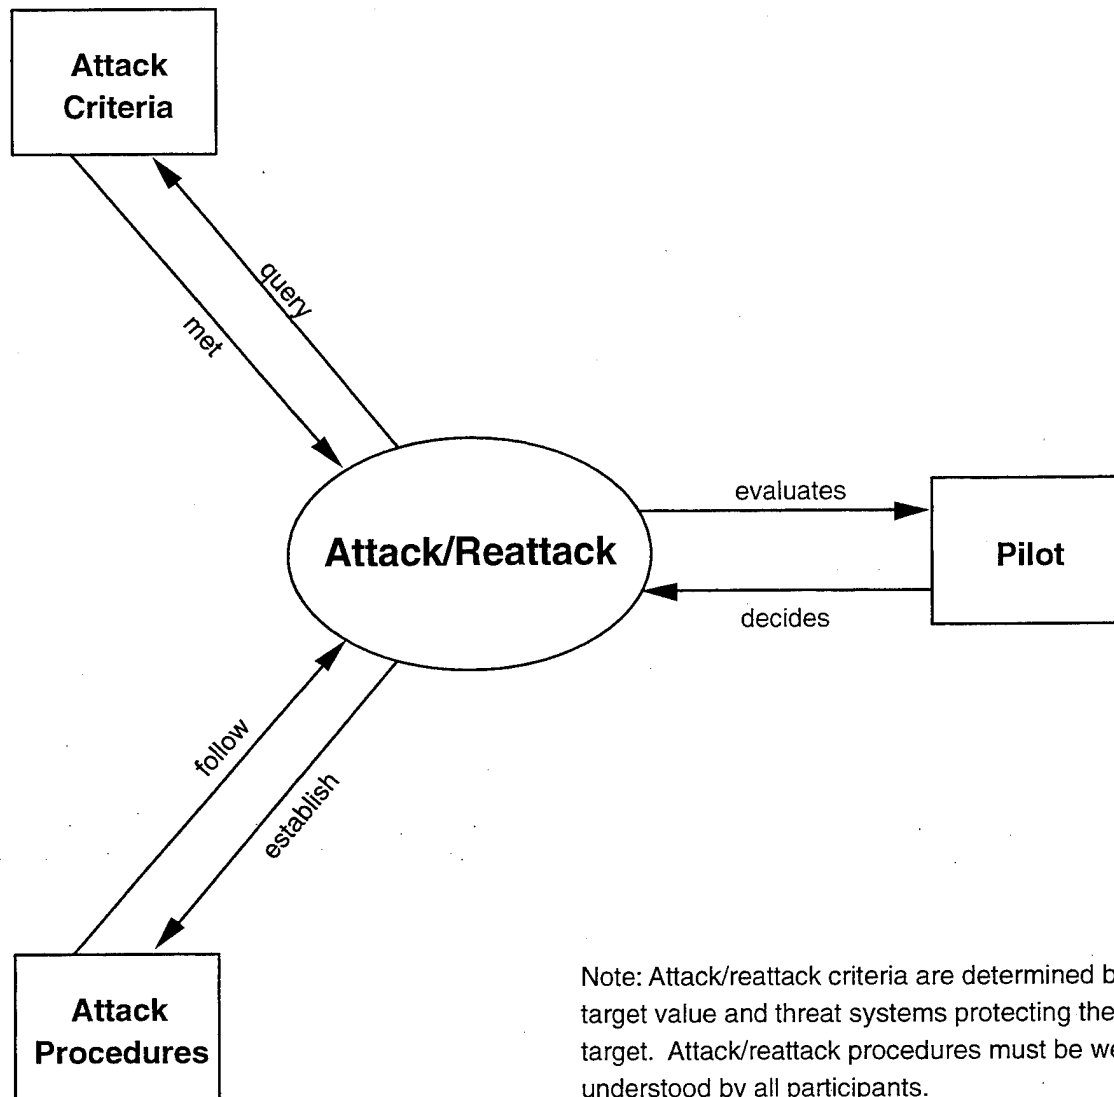 Attack
Criteria
query
met
evaluates
Attack/Reattack
Pilot
decides
follow
establish
Attack
Procedures
Note: Attack/reattack criteria are determined b
target value and threat systems protecting the
target. Attack/reattack procedures must be we
understood by all participants.